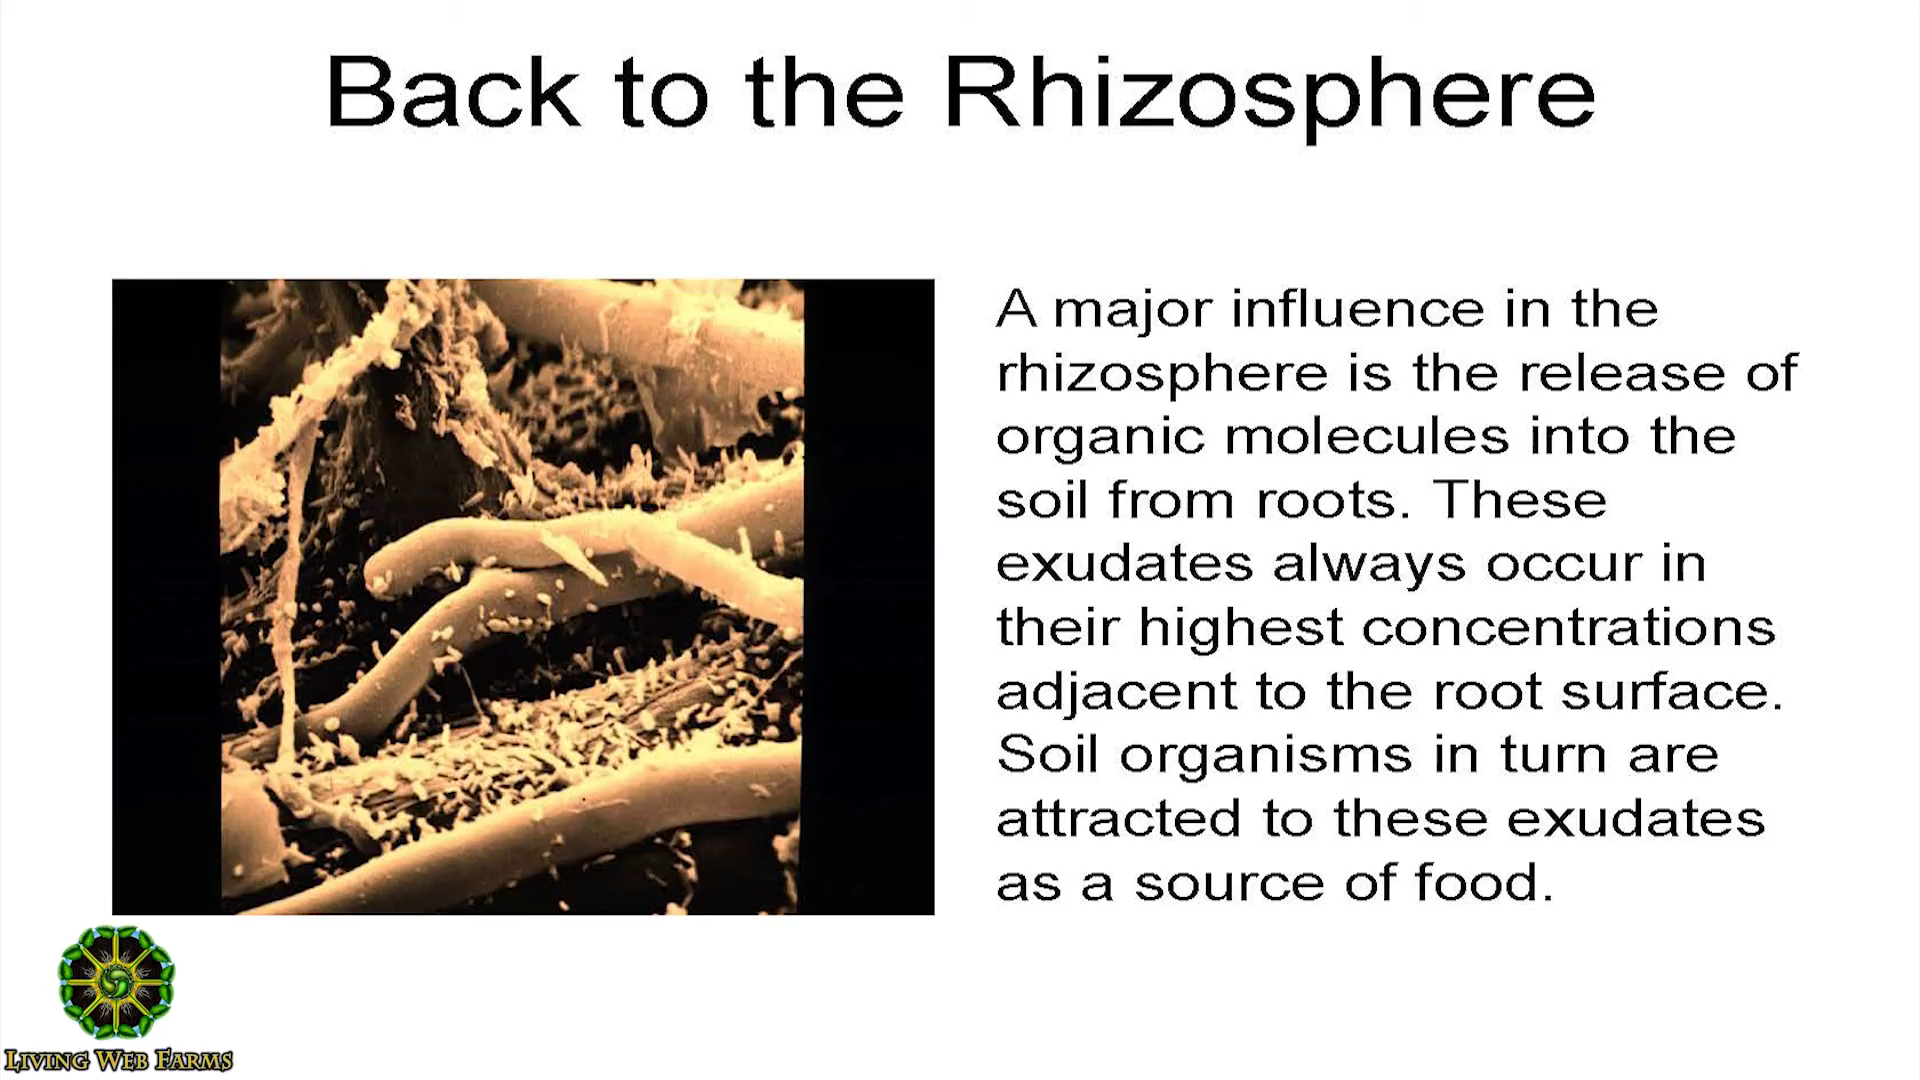 Back to the Rhizosphere
A major influence in the
rhizosphere is the release of
organic molecules into the
soil from roots. These
exudates always occur in
their highest concentrations
adjacent to the root surface.
Soil organisms in turn are
attracted to these exudates
as a source of food.
LIVING WEB FARMS